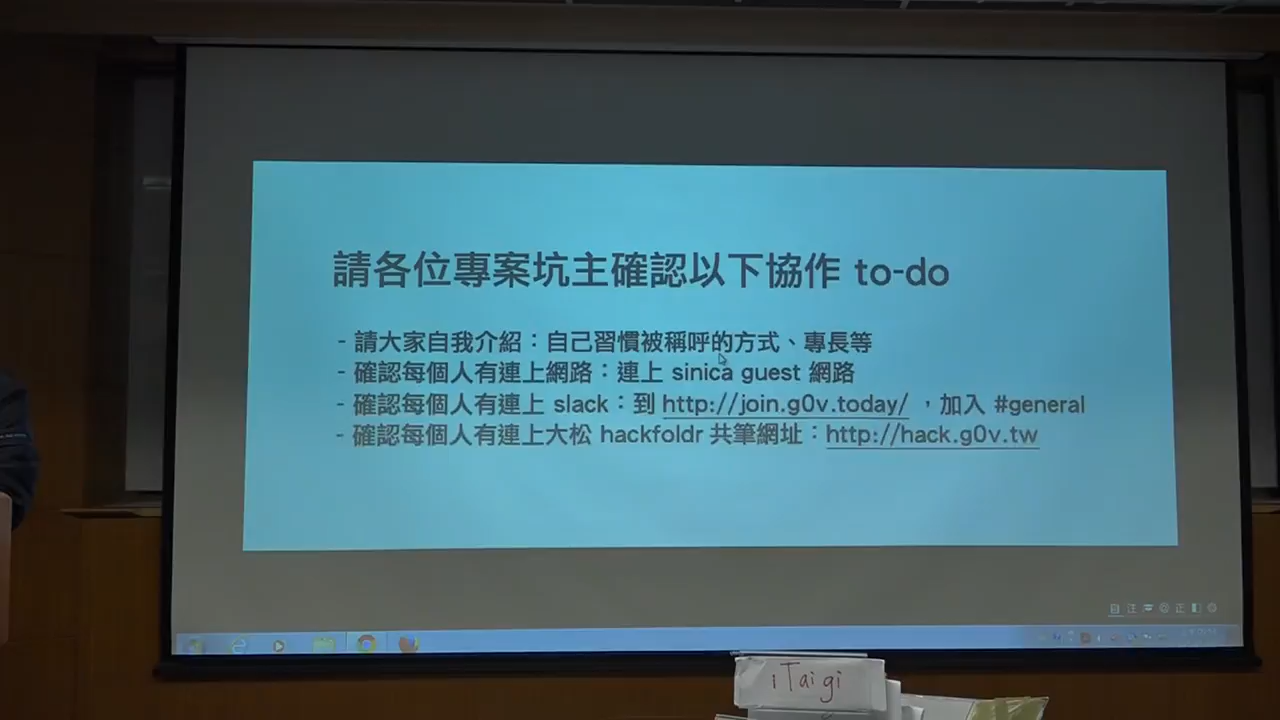 請各位專案坑主確認以下協作 to-do
- 請大家自我介紹：自己習慣被稱呼的方式、專長等
- 確認每個人有連上網路：連上 sinica guest 網路
- 確認每個人有連上 slack：到 http://join.g0v.today/ ，加入 #general
- 確認每個人有連上大松 hackfoldr 共筆網址：http://hack.g0v.tw
iTaigi